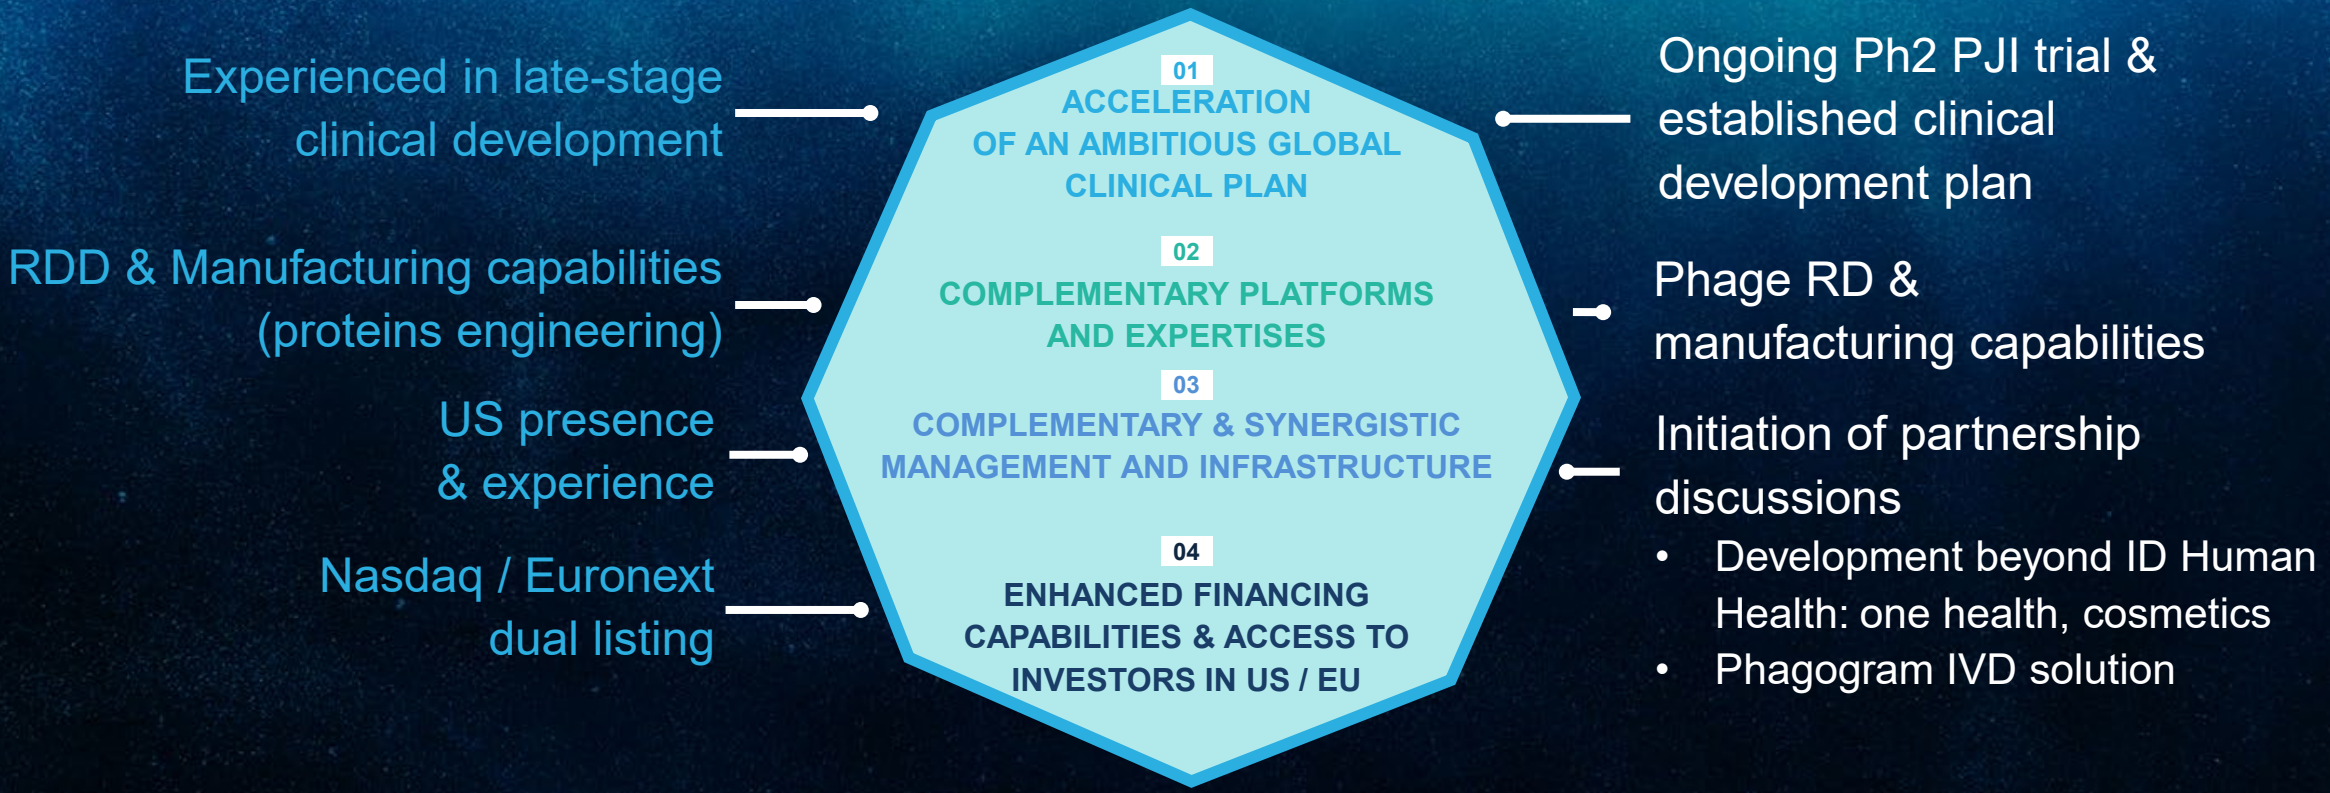 Experienced in late-stage
clinical development
RDD & Manufacturing capabilities
(proteins engineering)
US presence
& experience
Nasdaq / Euronext
dual listing
01
ACCELERATION
OF AN AMBITIOUS GLOBAL
CLINICAL PLAN
02
COMPLEMENTARY PLATFORMS
AND EXPERTISES
03
COMPLEMENTARY & SYNERGISTIC
MANAGEMENT AND INFRASTRUCTURE
04
ENHANCED FINANCING
CAPABILITIES & ACCESS TO
INVESTORS IN US / EU
Ongoing Ph2 PJI trial &
established clinical
development plan
Phage RD &
manufacturing capabilities
Initiation of partnership
discussions
• Development beyond ID Human
Health: one health, cosmetics
• Phagogram IVD solution